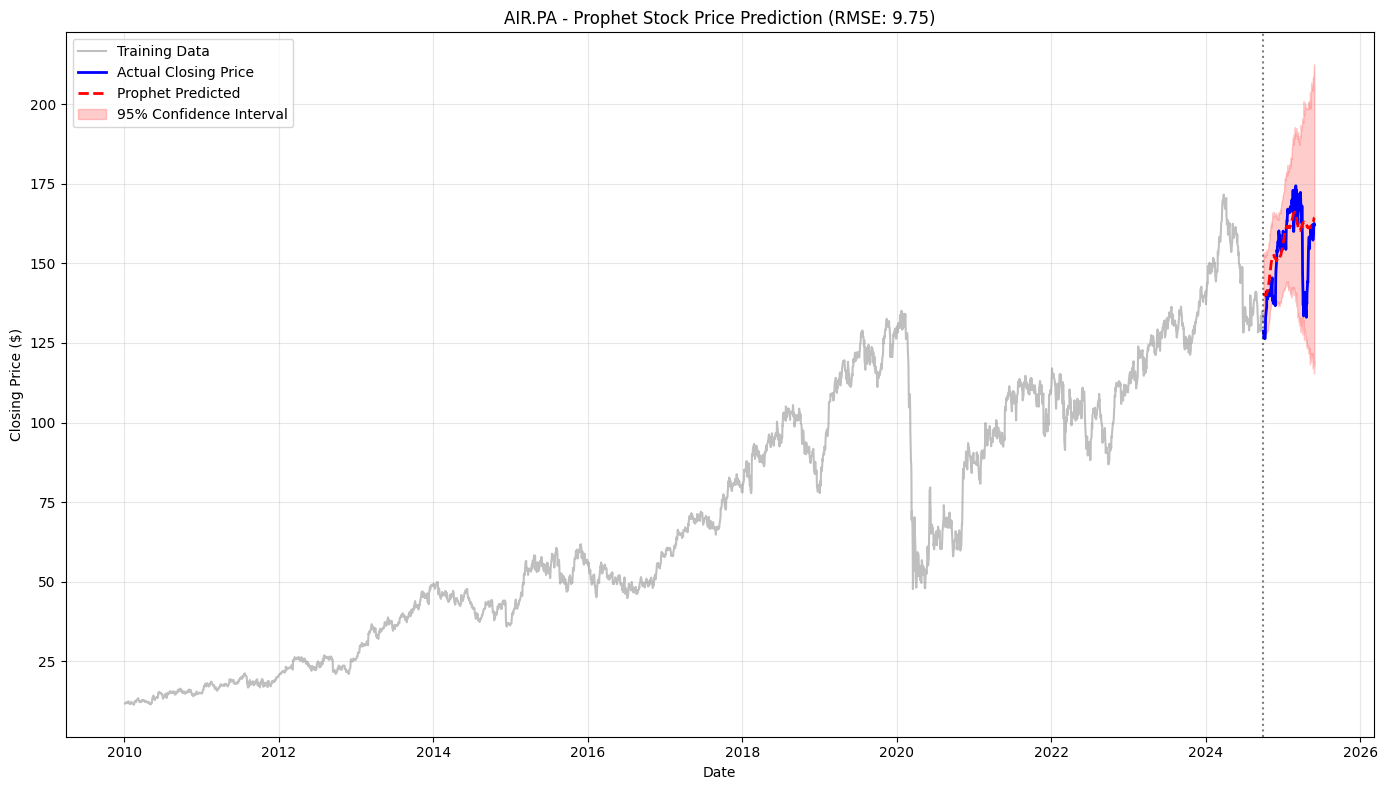 AIR.PA - Prophet Stock Price Prediction (RMSE: 9.75)
Training Data
Actual Closing Price
Prophet Predicted
95% Confidence Interval
Closing Price ($)
200
175
150
125
100
75
50
25
2010 2012 2014 2016 2018 2020 2022 2024 2026
Date